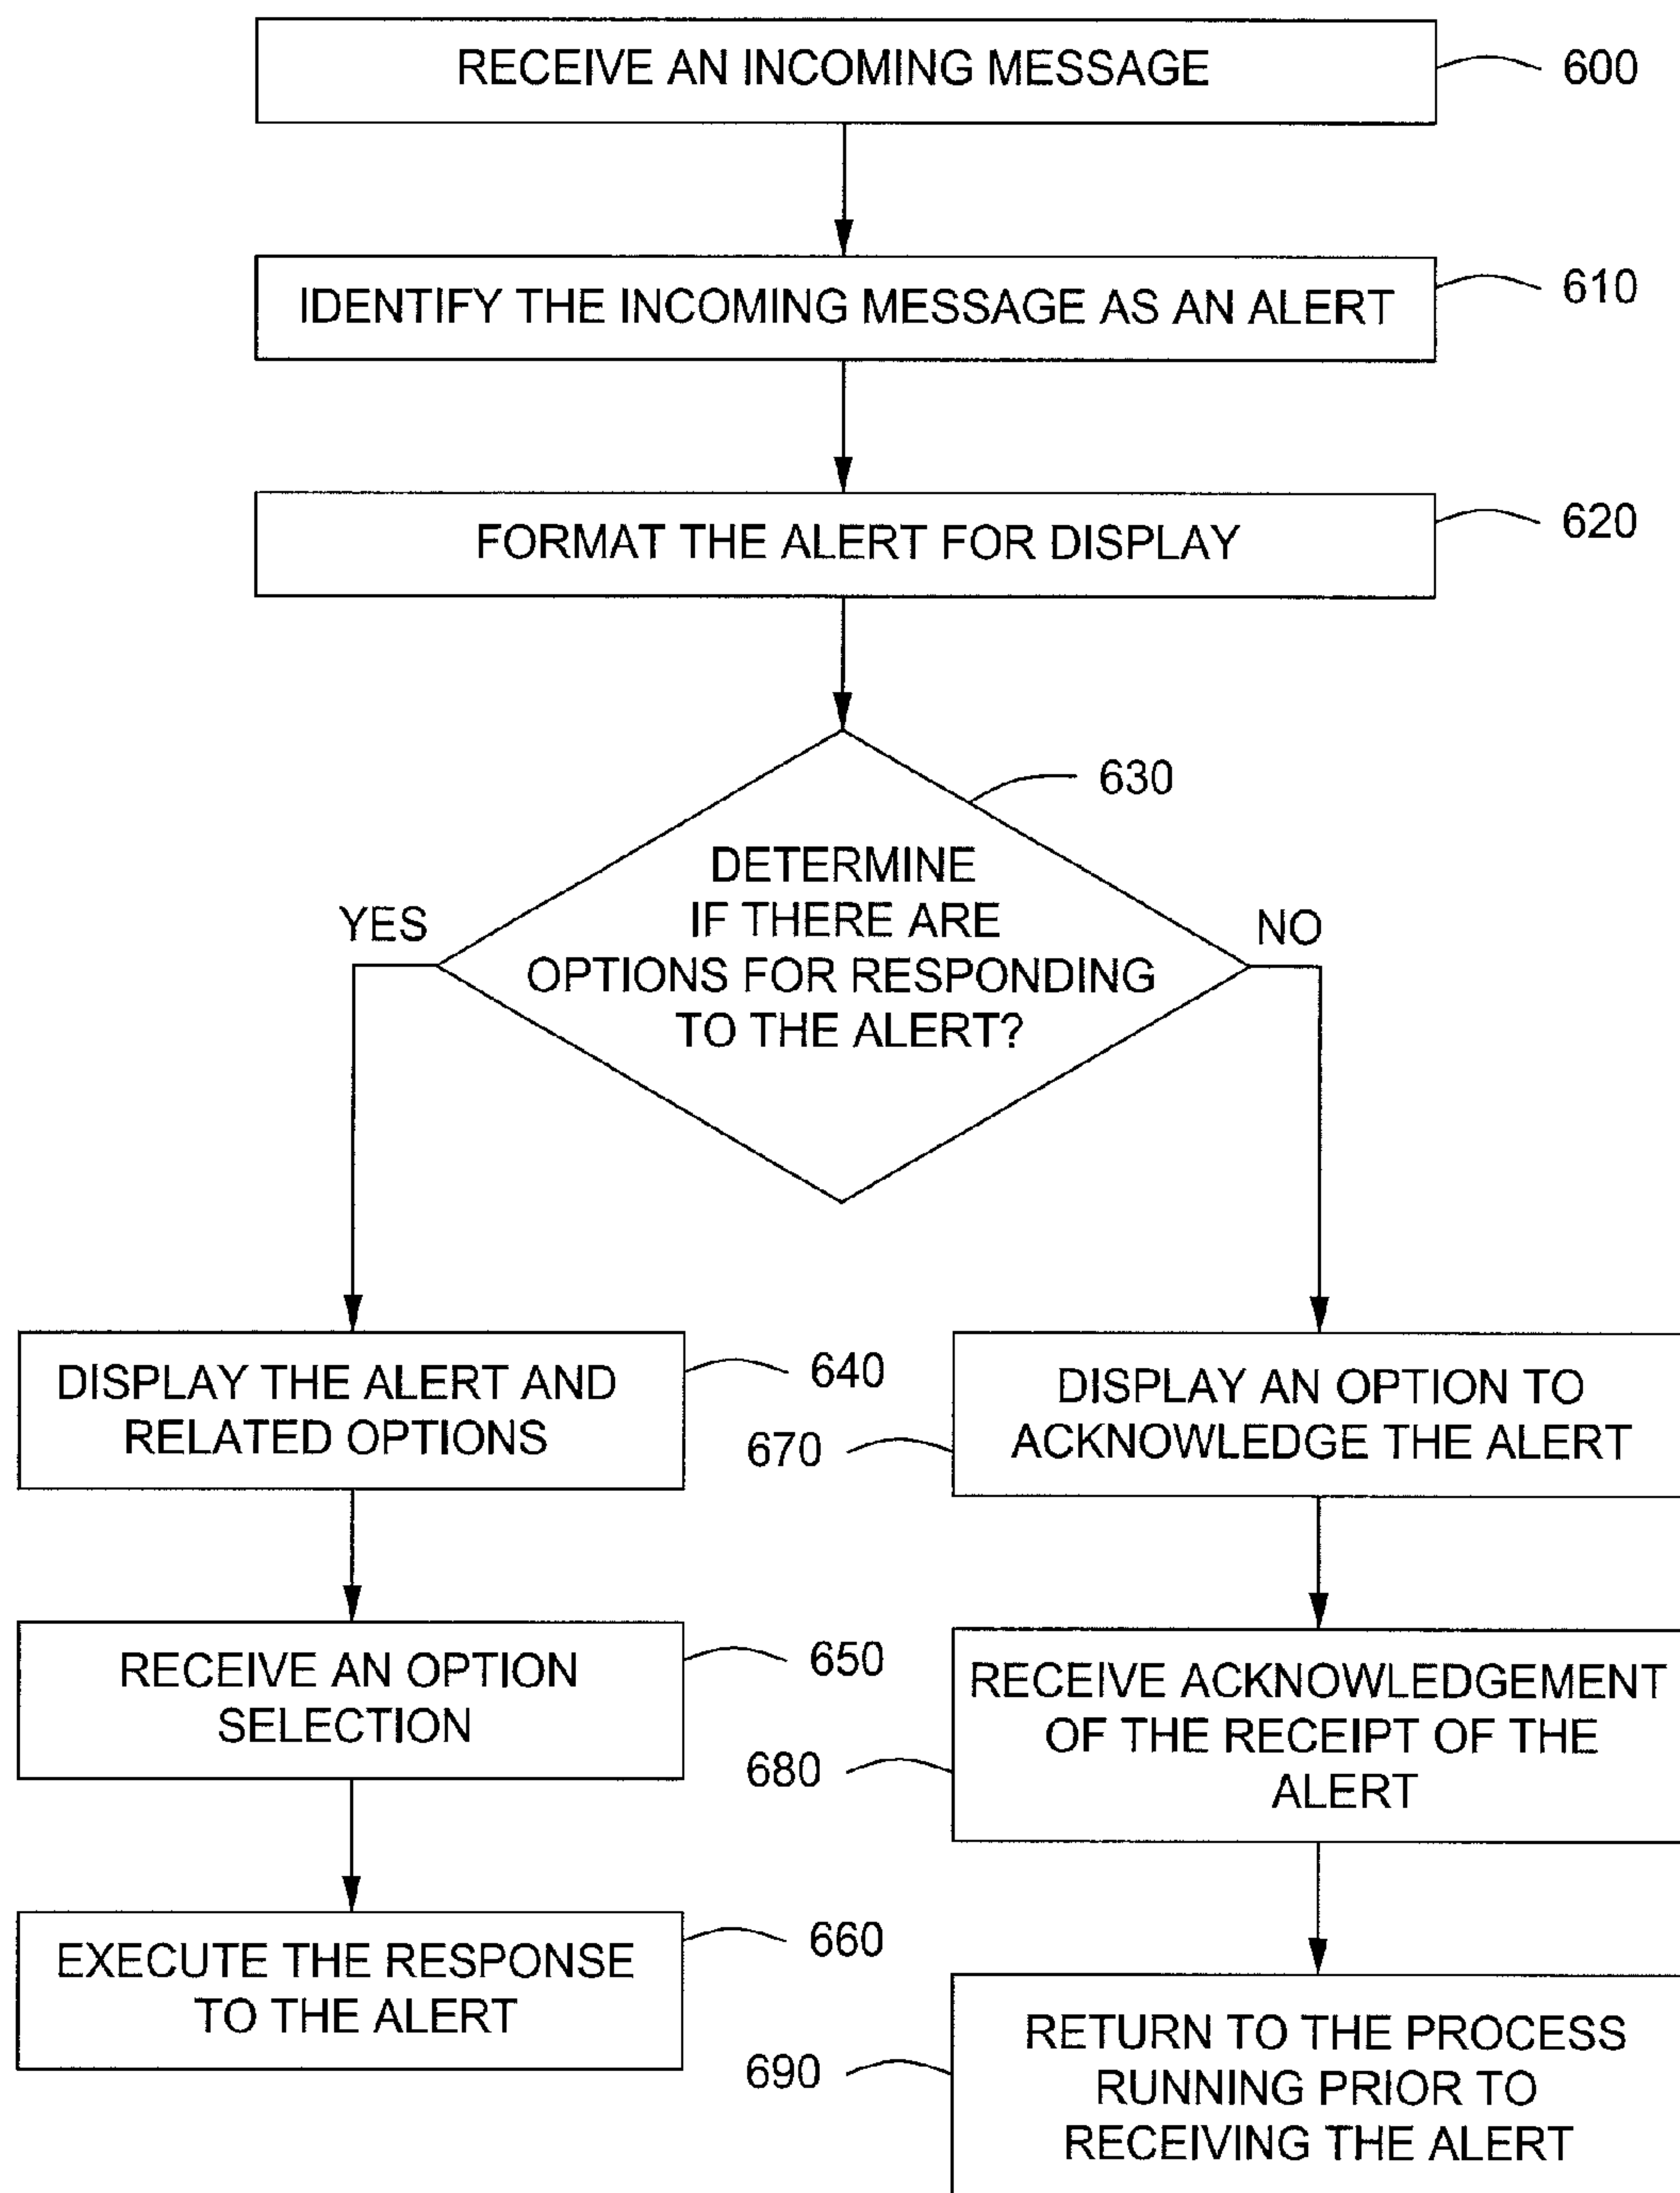 RECEIVE AN INCOMING MESSAGE
600
IDENTIFY THE INCOMING MESSAGE AS AN ALERT
610
FORMAT THE ALERT FOR DISPLAY
620
630
DETERMINE
IF THERE ARE
OPTIONS FOR RESPONDING
TO THE ALERT?
YES
NO
DISPLAY THE ALERT AND
RELATED OPTIONS
640
RECEIVE AN OPTION
SELECTION
650
EXECUTE THE RESPONSE
TO THE ALERT
660
670
DISPLAY AN OPTION TO
ACKNOWLEDGE THE ALERT
680
RECEIVE ACKNOWLEDGEMENT
OF THE RECEIPT OF THE
ALERT
690
RETURN TO THE PROCESS
RUNNING PRIOR TO
RECEIVING THE ALERT